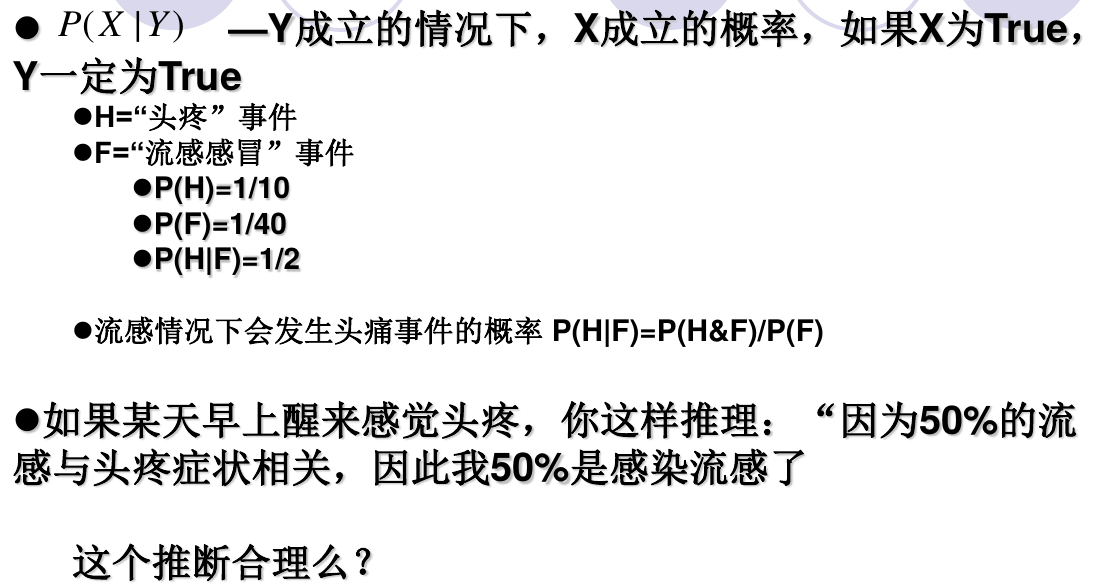 ● P(X | Y) —Y成立的情况下，X成立的概率，如果X为True，
Y一定为True
●H=“头疼”事件
●F=“流感感冒”事件
●P(H)=1/10
●P(F)=1/40
●P(H|F)=1/2
●流感情况下会发生头痛事件的概率 P(H|F)=P(H&F)/P(F)
●如果某天早上醒来感觉头疼，你这样推理：“因为50%的流
感与头疼症状相关，因此我50%是感染流感了
这个推断合理么？